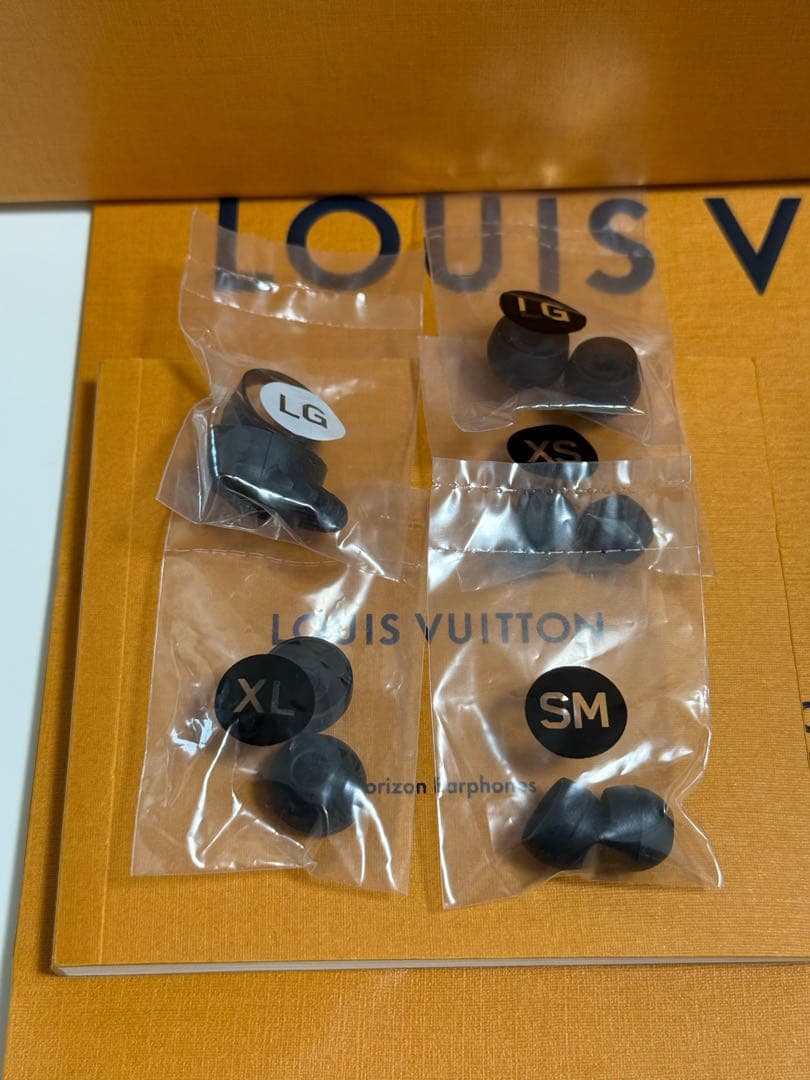 LOUIS V
LG
LG
XS
LOUIS VUITTON
XL
SM
orizon Earphones